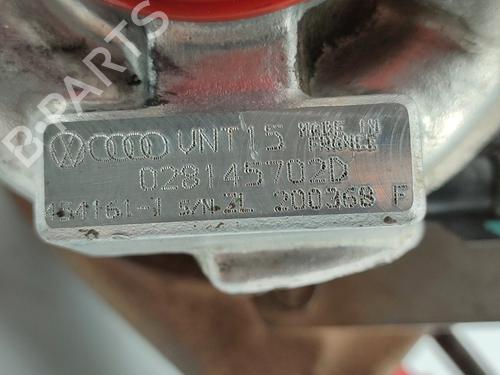 VNT15 MADE IN FRANCE
028145702D
454161-1 S/N ZL 200368 F
B-PARTS